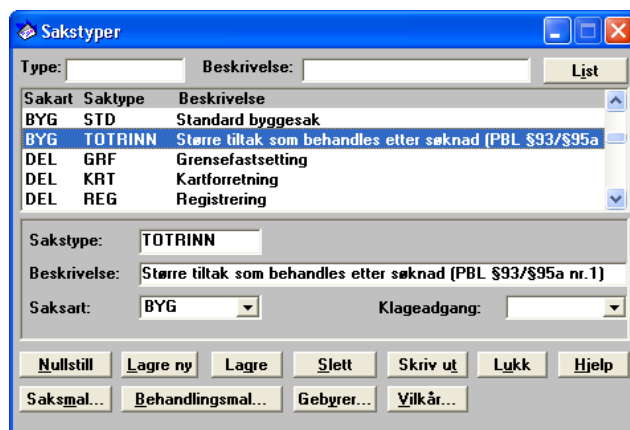 Sakstyper
Type: Beskrivelse: List
Sakart Saktype Beskrivelse
BYG STD Standard byggesak
BYG TOTRINN Større tiltak som behandles etter søknad (PBL §93/§95a
DEL GRF Grensefastsetting
DEL KRT Kartforretning
DEL REG Registrering
Sakstype: TOTRINN
Beskrivelse: Større tiltak som behandles etter søknad (PBL §93/§95a nr.1)
Saksart: BYG Klageadgang:
Nullstill Lagre ny Lagre Slett Skriv ut Lukk Hjelp
Saksmal... Behandlingsmal... Gebyrer... Vilkår...